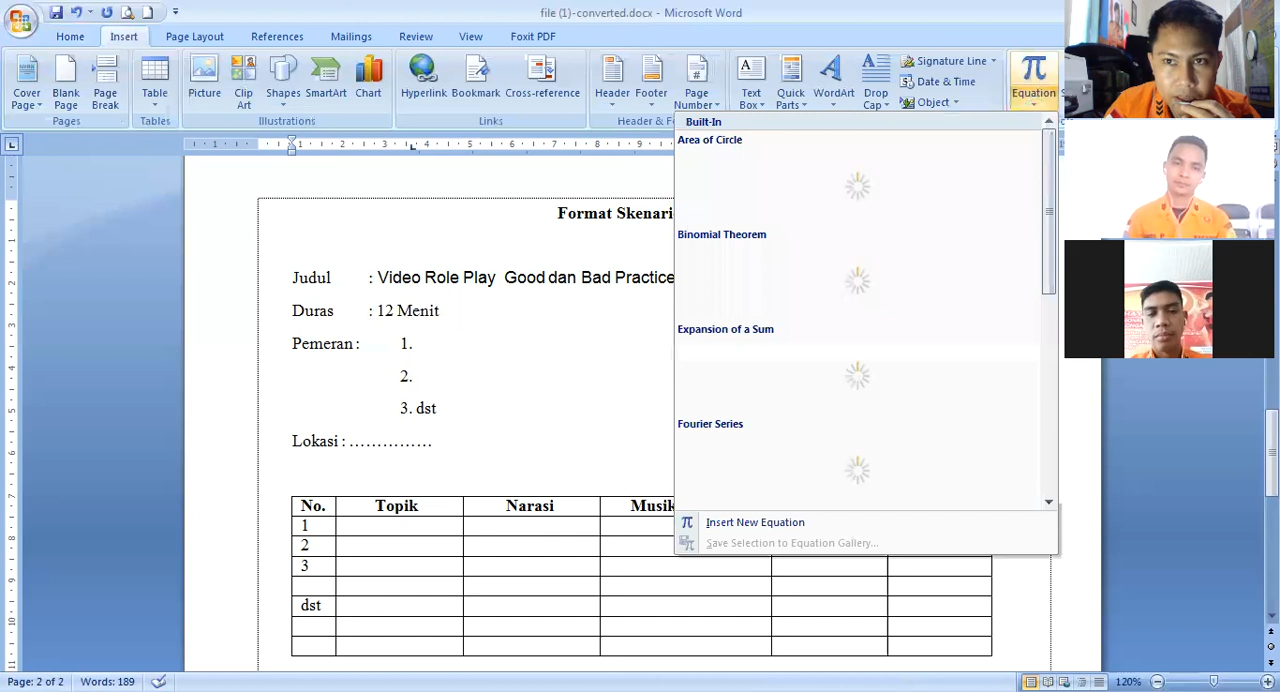 file (1)-converted.docx - Microsoft Word
Home Insert Page Layout References Mailings Review View Foxit PDF
Cover Page Blank Page Page Break Table Picture Clip Art Shapes SmartArt Chart Hyperlink Bookmark Cross-reference Header Footer Page Number Text Box Quick Parts WordArt Drop Cap Signature Line Date & Time Object Equation
Pages Tables Illustrations Links Header & Fo
Built-In
Area of Circle
Binomial Theorem
Expansion of a Sum
Fourier Series
π Insert New Equation
Save Selection to Equation Gallery...
Format Skenari
Judul : Video Role Play Good dan Bad Practice
Duras : 12 Menit
Pemeran : 1.
2.
3. dst
Lokasi : ……………
No. Topik Narasi Musik
1
2
3
dst
Page: 2 of 2 Words: 189 120%